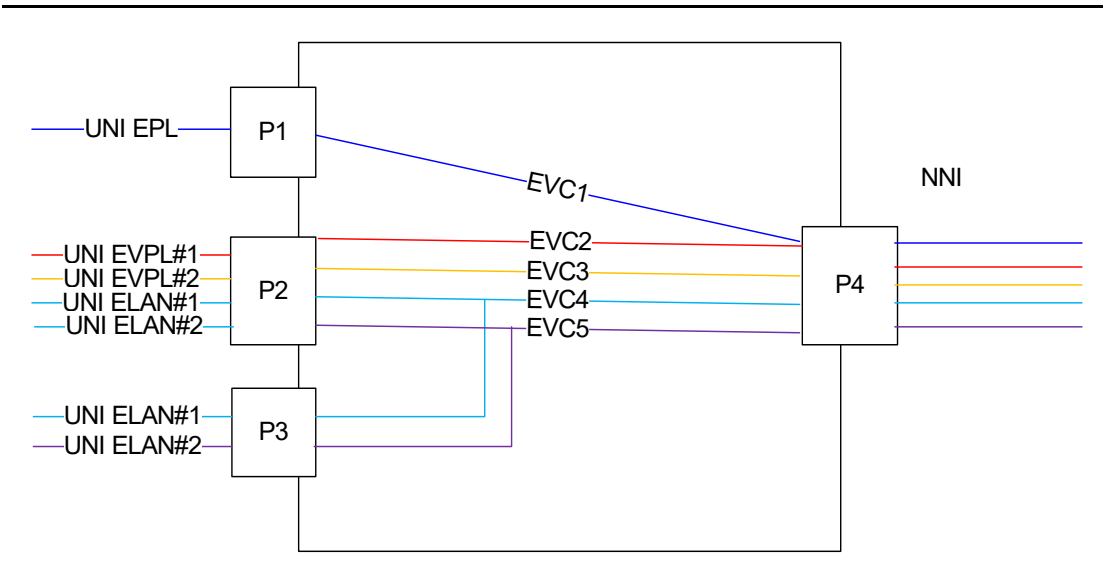 UNI EPL
P1
EVC1
NNI
UNI EVPL#1
UNI EVPL#2
UNI ELAN#1
UNI ELAN#2
P2
EVC2
EVC3
EVC4
EVC5
P4
UNI ELAN#1
UNI ELAN#2
P3